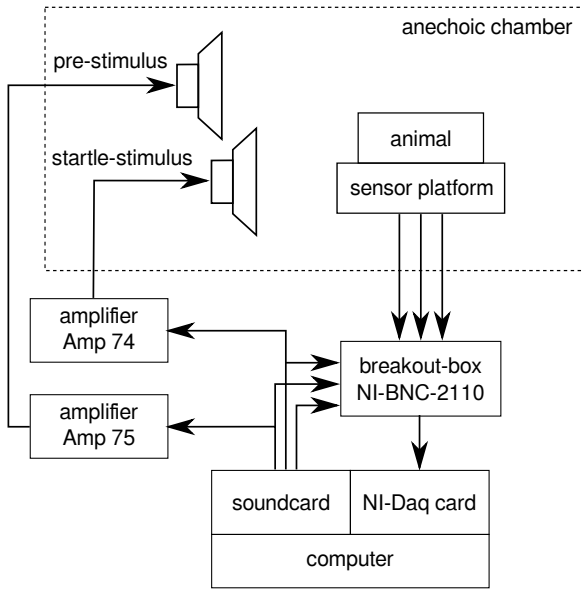 anechoic chamber
pre-stimulus
startle-stimulus
animal
sensor platform
amplifier
Amp 74
breakout-box
NI-BNC-2110
amplifier
Amp 75
soundcard
NI-Daq card
computer